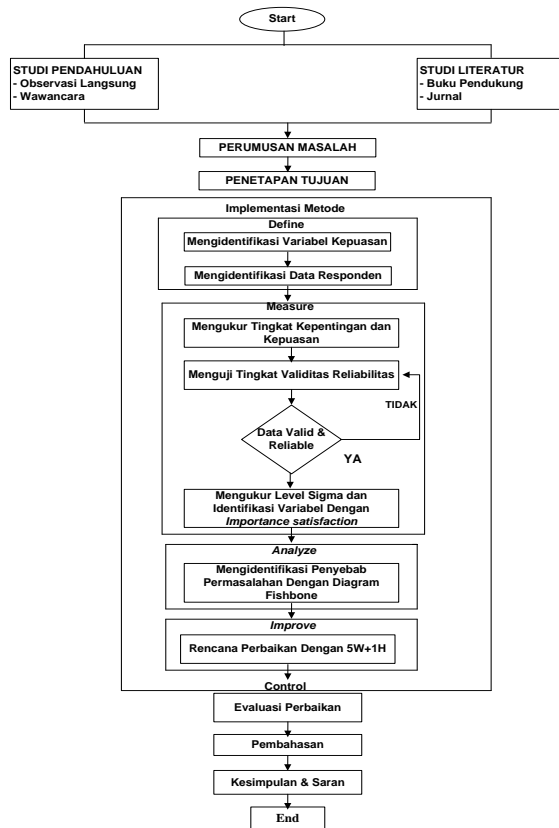 Start
STUDI PENDAHULUAN
- Observasi Langsung
- Wawancara
STUDI LITERATUR
- Buku Pendukung
- Jurnal
PERUMUSAN MASALAH
PENETAPAN TUJUAN
Implementasi Metode
Define
Mengidentifikasi Variabel Kepuasan
Mengidentifikasi Data Responden
Measure
Mengukur Tingkat Kepentingan dan
Kepuasan
Menguji Tingkat Validitas Reliabilitas
TIDAK
Data Valid &
Reliable
YA
Mengukur Level Sigma dan
Identifikasi Variabel Dengan
Importance satisfaction
Analyze
Mengidentifikasi Penyebab
Permasalahan Dengan Diagram
Fishbone
Improve
Rencana Perbaikan Dengan 5W+1H
Control
Evaluasi Perbaikan
Pembahasan
Kesimpulan & Saran
End